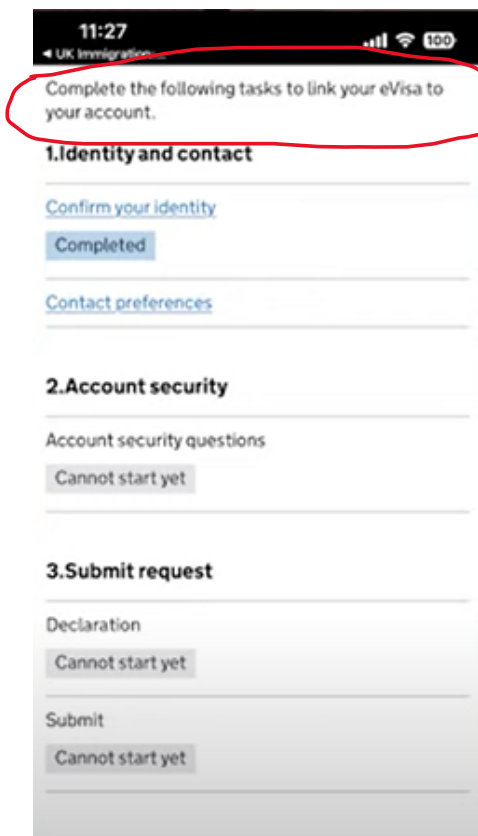 11:27
100
◄ UK Immigration
Complete the following tasks to link your eVisa to
your account.
1.Identity and contact
Confirm your identity
Completed
Contact preferences
2.Account security
Account security questions
Cannot start yet
3.Submit request
Declaration
Cannot start yet
Submit
Cannot start yet